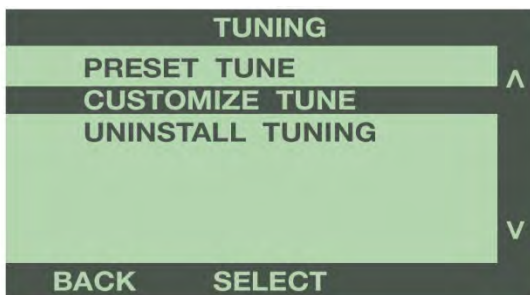 TUNING
PRESET TUNE
CUSTOMIZE TUNE
UNINSTALL TUNING
BACK SELECT